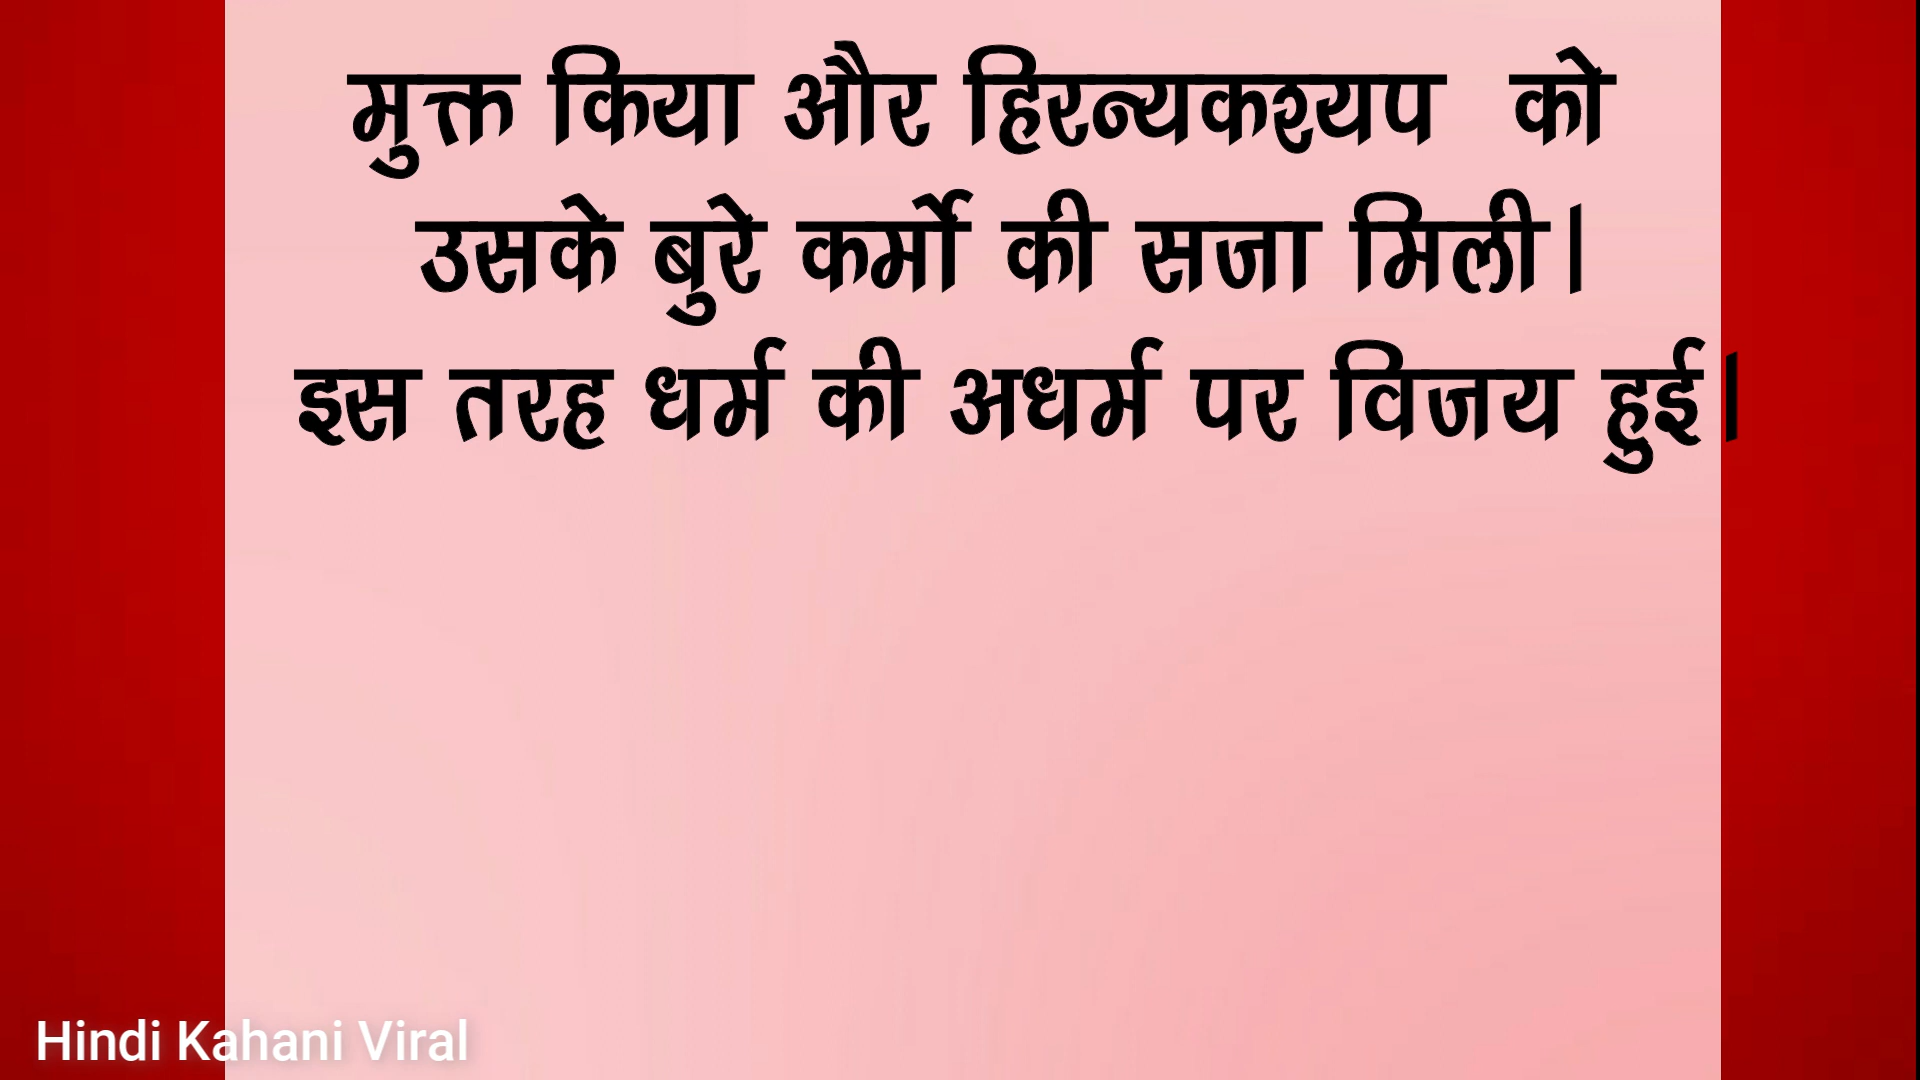 मुक्त किया और हिरन्यकश्यप को
उसके बुरे कर्मो की सजा मिली।
इस तरह धर्म की अधर्म पर विजय हुई।
Hindi Kahani Viral